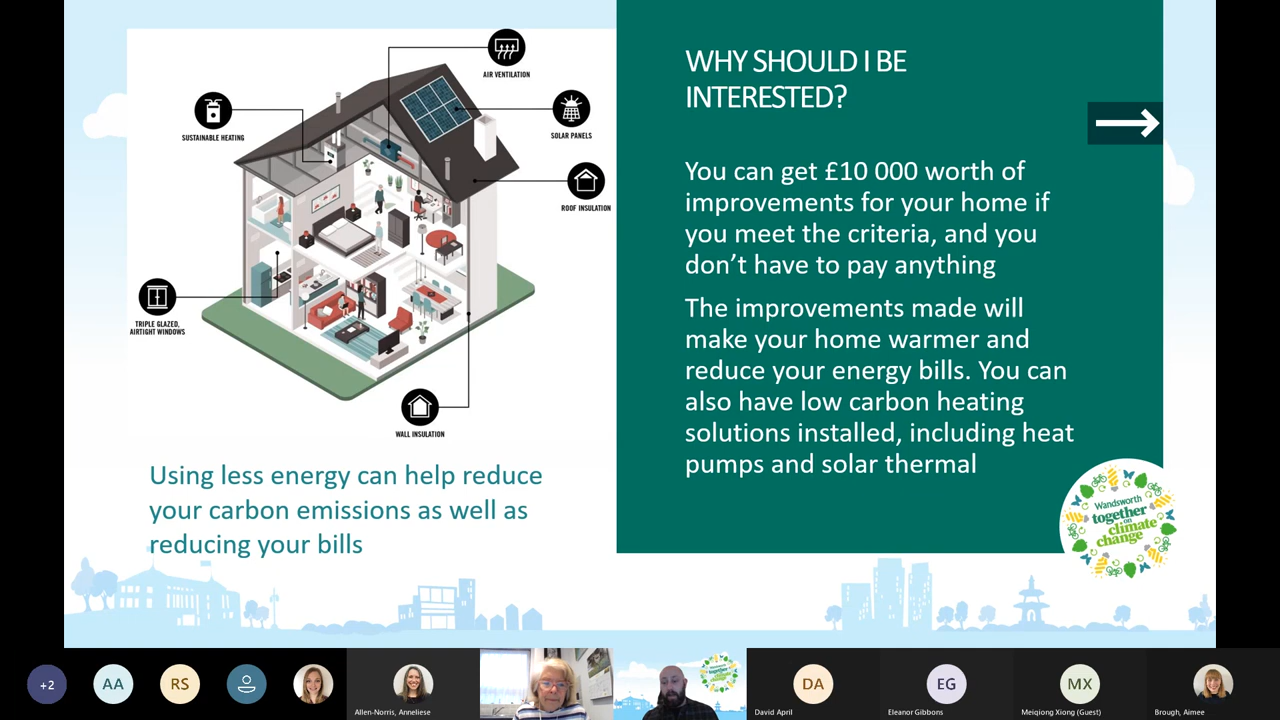 AIR VENTILATION
SUSTAINABLE HEATING
SOLAR PANELS
ROOF INSULATION
TRIPLE GLAZED,
AIRTIGHT WINDOWS
WALL INSULATION
Using less energy can help reduce
your carbon emissions as well as
reducing your bills
WHY SHOULD I BE
INTERESTED?
You can get £10 000 worth of
improvements for your home if
you meet the criteria, and you
don’t have to pay anything
The improvements made will
make your home warmer and
reduce your energy bills. You can
also have low carbon heating
solutions installed, including heat
pumps and solar thermal
Wandsworth
together
on
climate
change
+2
AA
RS
Allen-Norris, Anneliese
together
climate
change
DA
David April
EG
Eleanor Gibbons
MX
Meiqiong Xiong (Guest)
Brough, Aimee